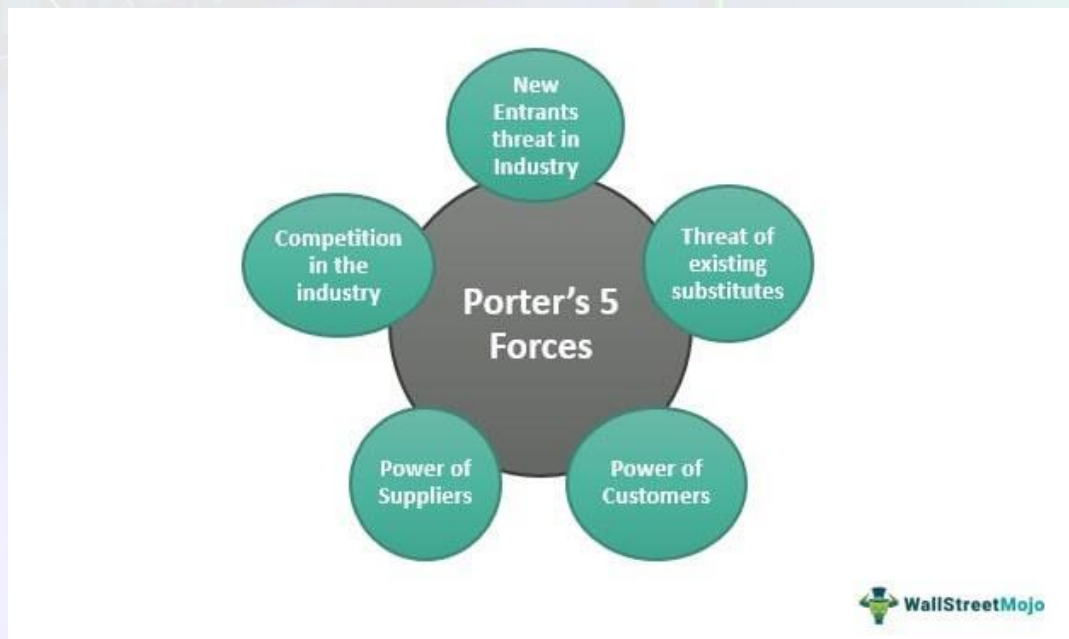 New
Entrants
threat in
Industry
Competition
in the
industry
Threat of
existing
substitutes
Porter’s 5
Forces
Power of
Suppliers
Power of
Customers
WallStreetMojo